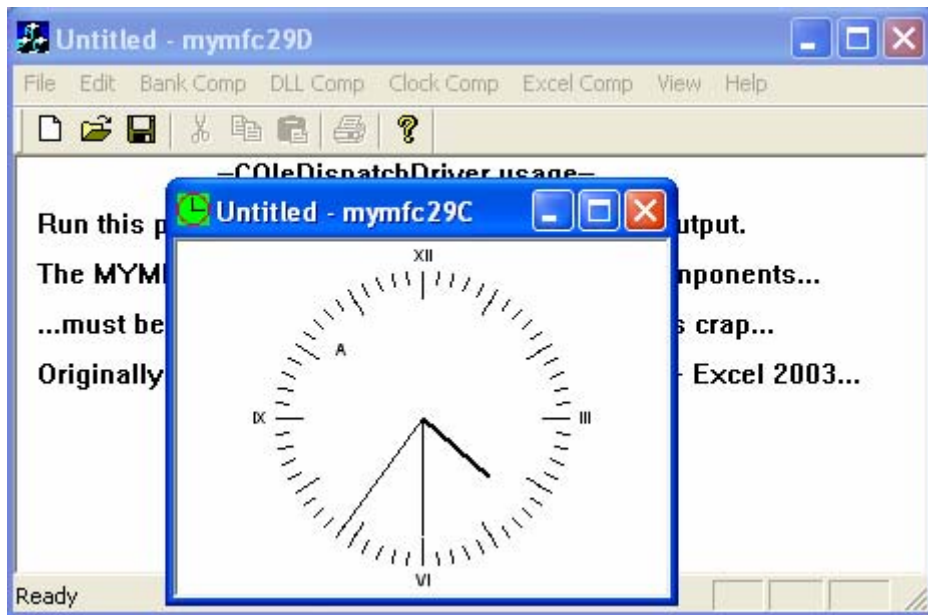 Untitled - mymfc29D
File Edit Bank Comp DLL Comp Clock Comp Excel Comp View Help
–COleDispatchDriver usage–
Untitled - mymfc29C
Run this p utput.
The MYM nponents...
...must be s crap...
Originally - Excel 2003...
XII
A
IX III
VI
Ready